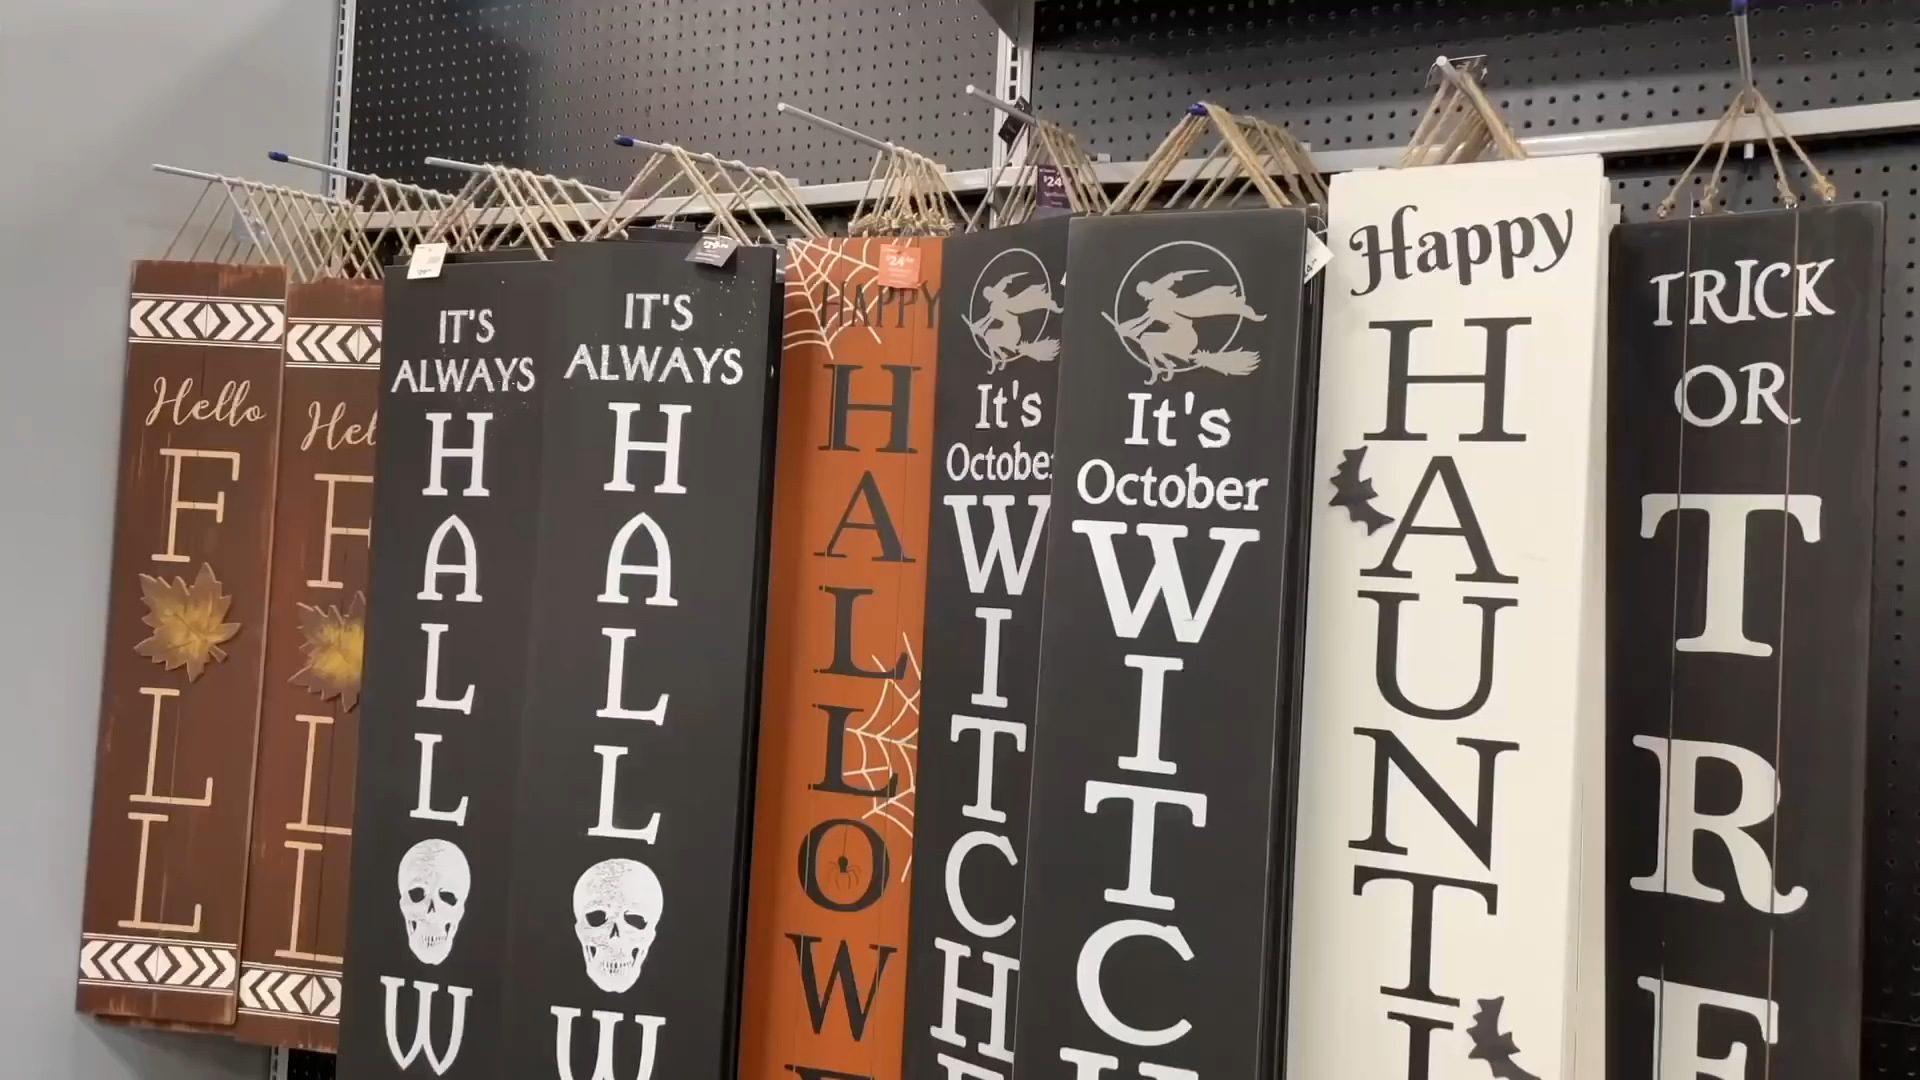 Hello
F
L
L
Hel
F
L
L
IT'S
ALWAYS
H
A
L
L
W
IT'S
ALWAYS
H
A
L
L
W
$24
HAPPY
H
A
L
L
O
W
E
$24
It's
October
W
I
T
C
H
It's
October
W
I
T
C
H
Happy
H
A
U
N
T
I
TRICK
OR
T
R
E